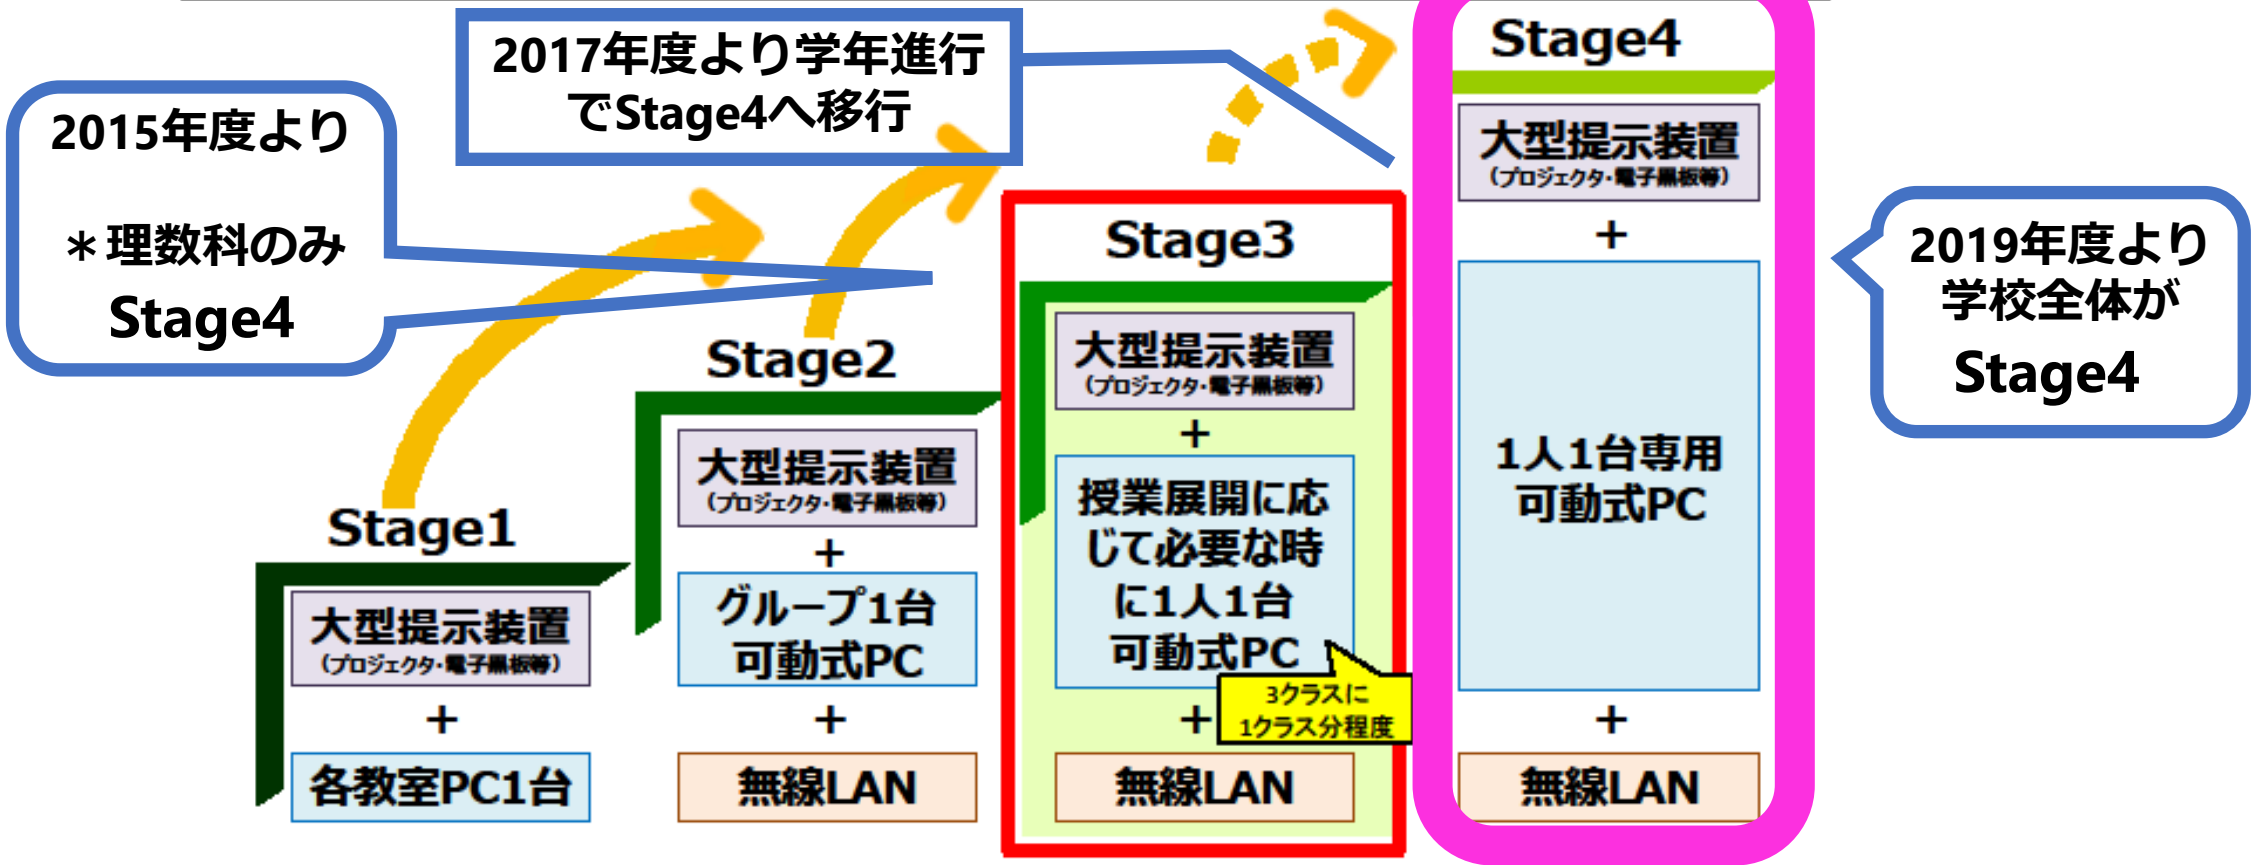 2015年度より
＊理数科のみ
Stage4
2017年度より学年進行
でStage4へ移行
2019年度より
学校全体が
Stage4
Stage1
大型提示装置
（プロジェクタ・電子黒板等）
+
各教室PC1台
Stage2
大型提示装置
（プロジェクタ・電子黒板等）
+
グループ1台
可動式PC
+
無線LAN
Stage3
大型提示装置
（プロジェクタ・電子黒板等）
+
授業展開に応
じて必要な時
に1人1台
可動式PC
3クラスに
1クラス分程度
+
無線LAN
Stage4
大型提示装置
（プロジェクタ・電子黒板等）
+
1人1台専用
可動式PC
+
無線LAN